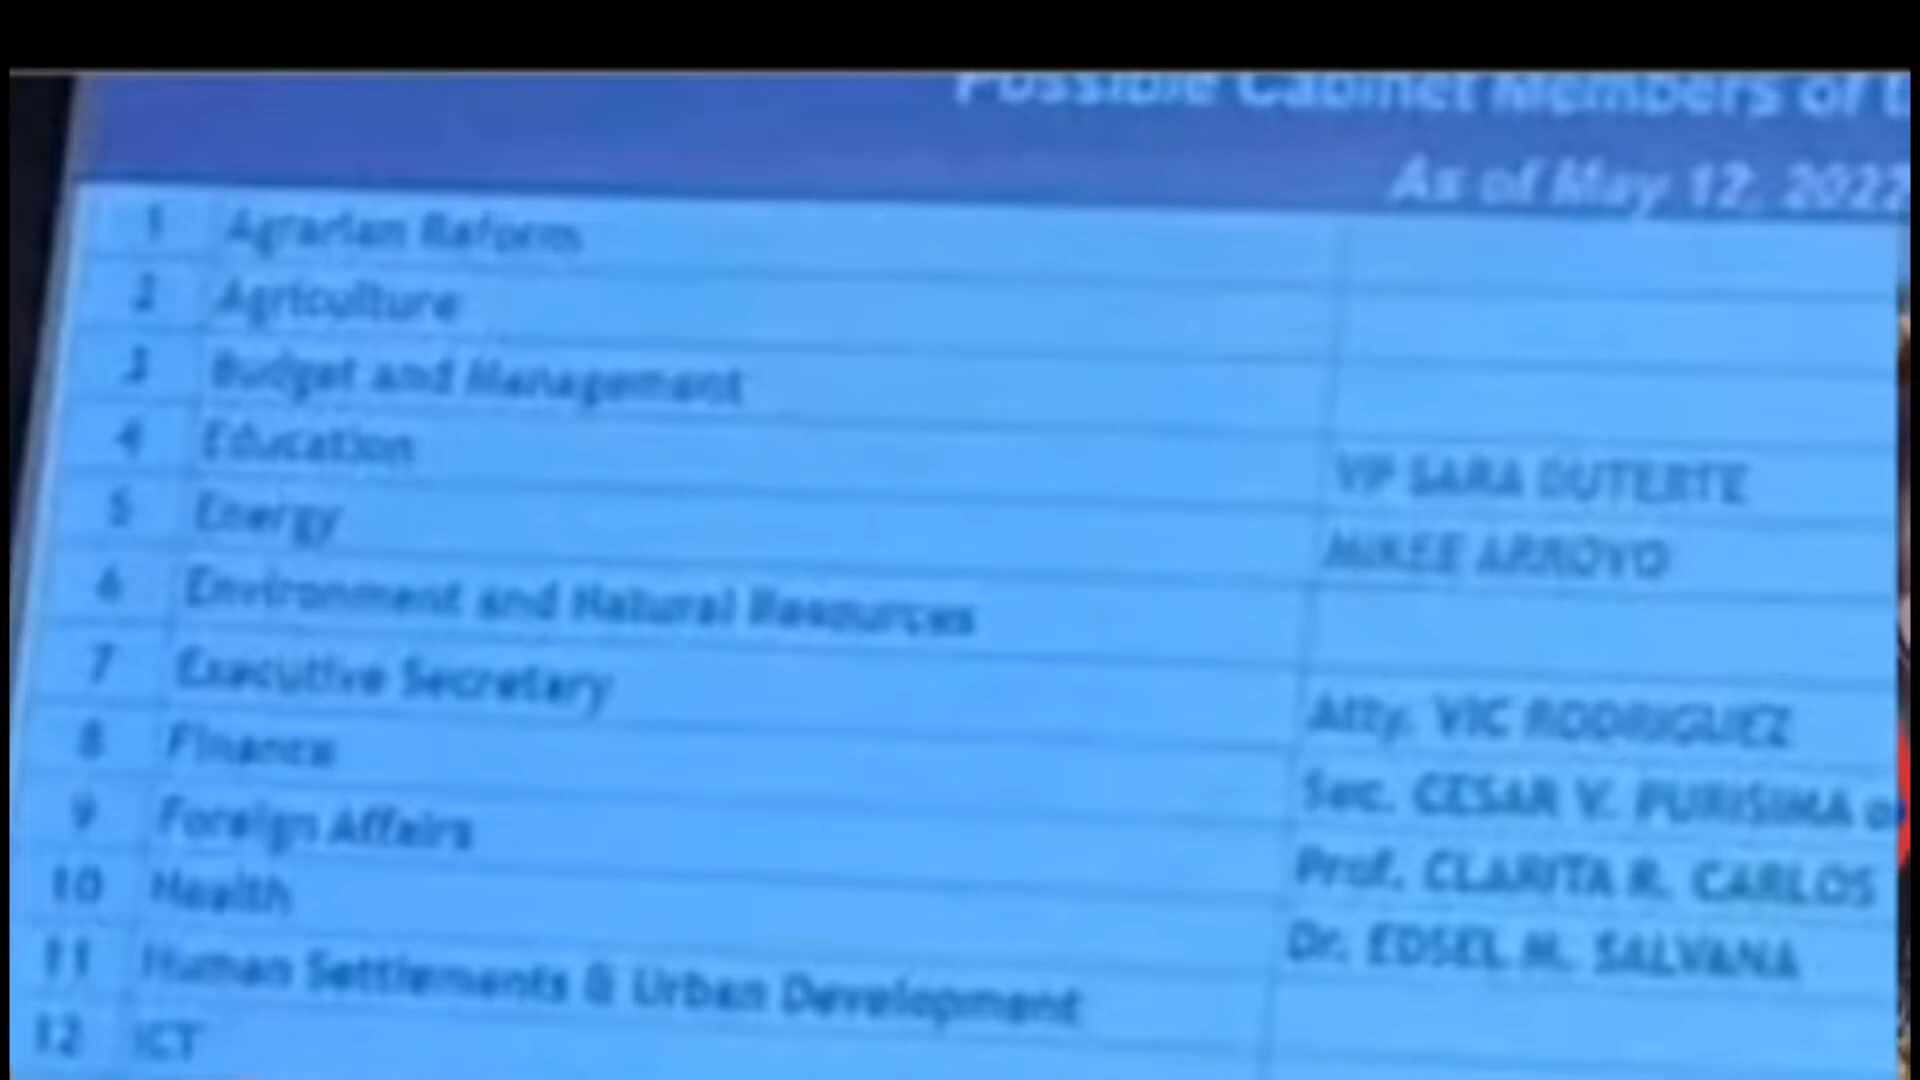 Possible Cabinet Members of t
As of May 12, 2022
1 Agrarian Reform
2 Agriculture
3 Budget and Management
4 Education VP SARA DUTERTE
5 Energy MIKEE ARROYO
6 Environment and Natural Resources
7 Executive Secretary Atty. VIC RODRIGUEZ
8 Finance Sec. CESAR V. PURISIMA o
9 Foreign Affairs Prof. CLARITA R. CARLOS
10 Health Dr. EDSEL M. SALVANA
11 Human Settlements & Urban Development
12 ICT